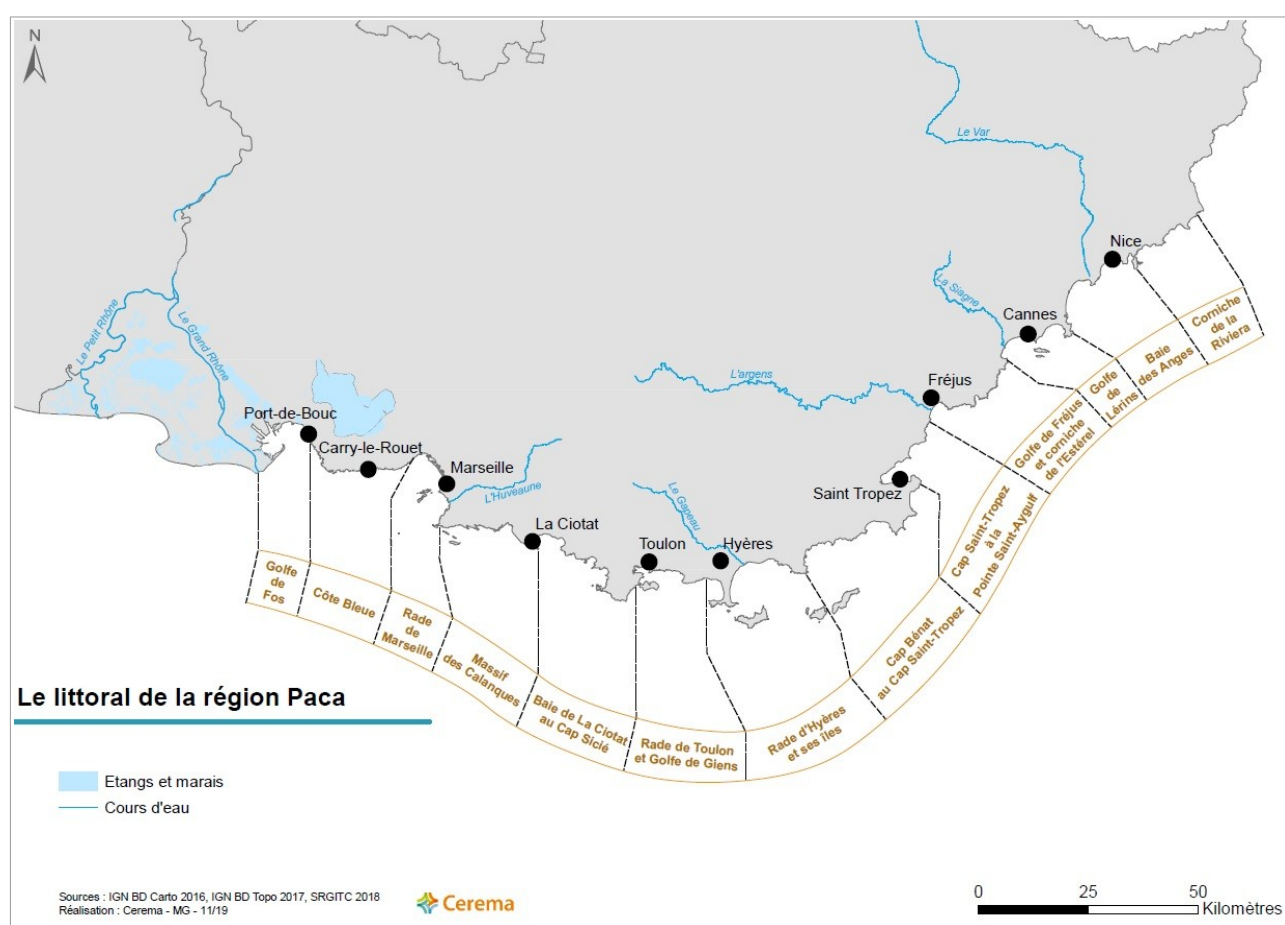 N
Le Var
Nice
La Siagne
Cannes
Corniche
de la
Riviera
Baie
des Anges
Golfe
de
Lérins
Golfe de Fréjus
et corniche
de l'Estérel
Fréjus
L'argens
Le Petit Rhône
Le Grand Rhône
Port-de-Bouc
Carry-le-Rouet
Marseille
L'Huveaune
Saint Tropez
Le Gapeau
La Ciotat
Toulon
Hyères
Cap Saint-Tropez
à la
Pointe Saint-Aygulf
Golfe
de
Fos
Côte Bleue
Rade
de
Marseille
Massif
des Calanques
Baie de La Ciotat
au Cap Sicié
Rade de Toulon
et Golfe de Giens
Rade d'Hyères
et ses îles
Cap Bénat
au Cap Saint-Tropez
Le littoral de la région Paca
Etangs et marais
Cours d'eau
Sources : IGN BD Carto 2016, IGN BD Topo 2017, SRGITC 2018
Réalisation : Cerema - MG - 11/19
Cerema
0 25 50
Kilomètres